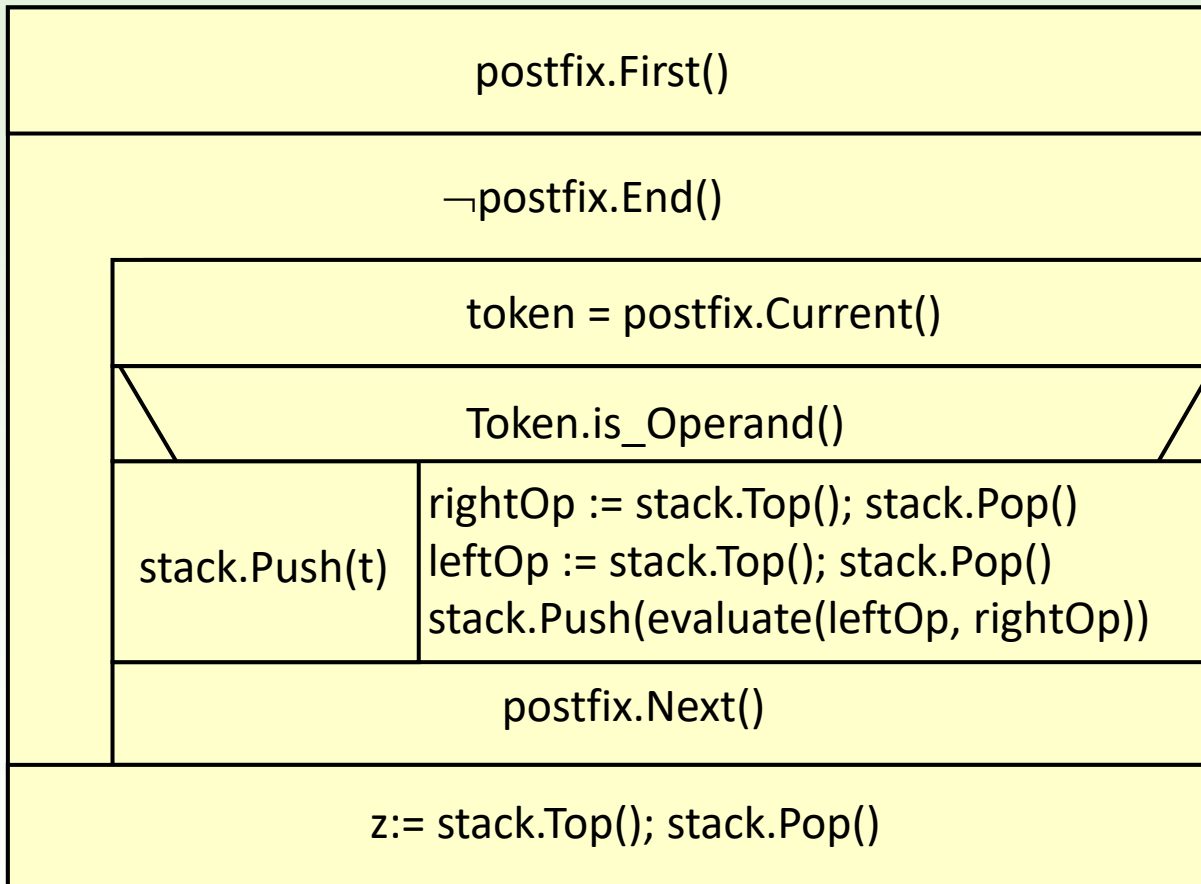 postfix.First()
¬postfix.End()
token = postfix.Current()
Token.is_Operand()
stack.Push(t)
rightOp := stack.Top(); stack.Pop()
leftOp := stack.Top(); stack.Pop()
stack.Push(evaluate(leftOp, rightOp))
postfix.Next()
z:= stack.Top(); stack.Pop()